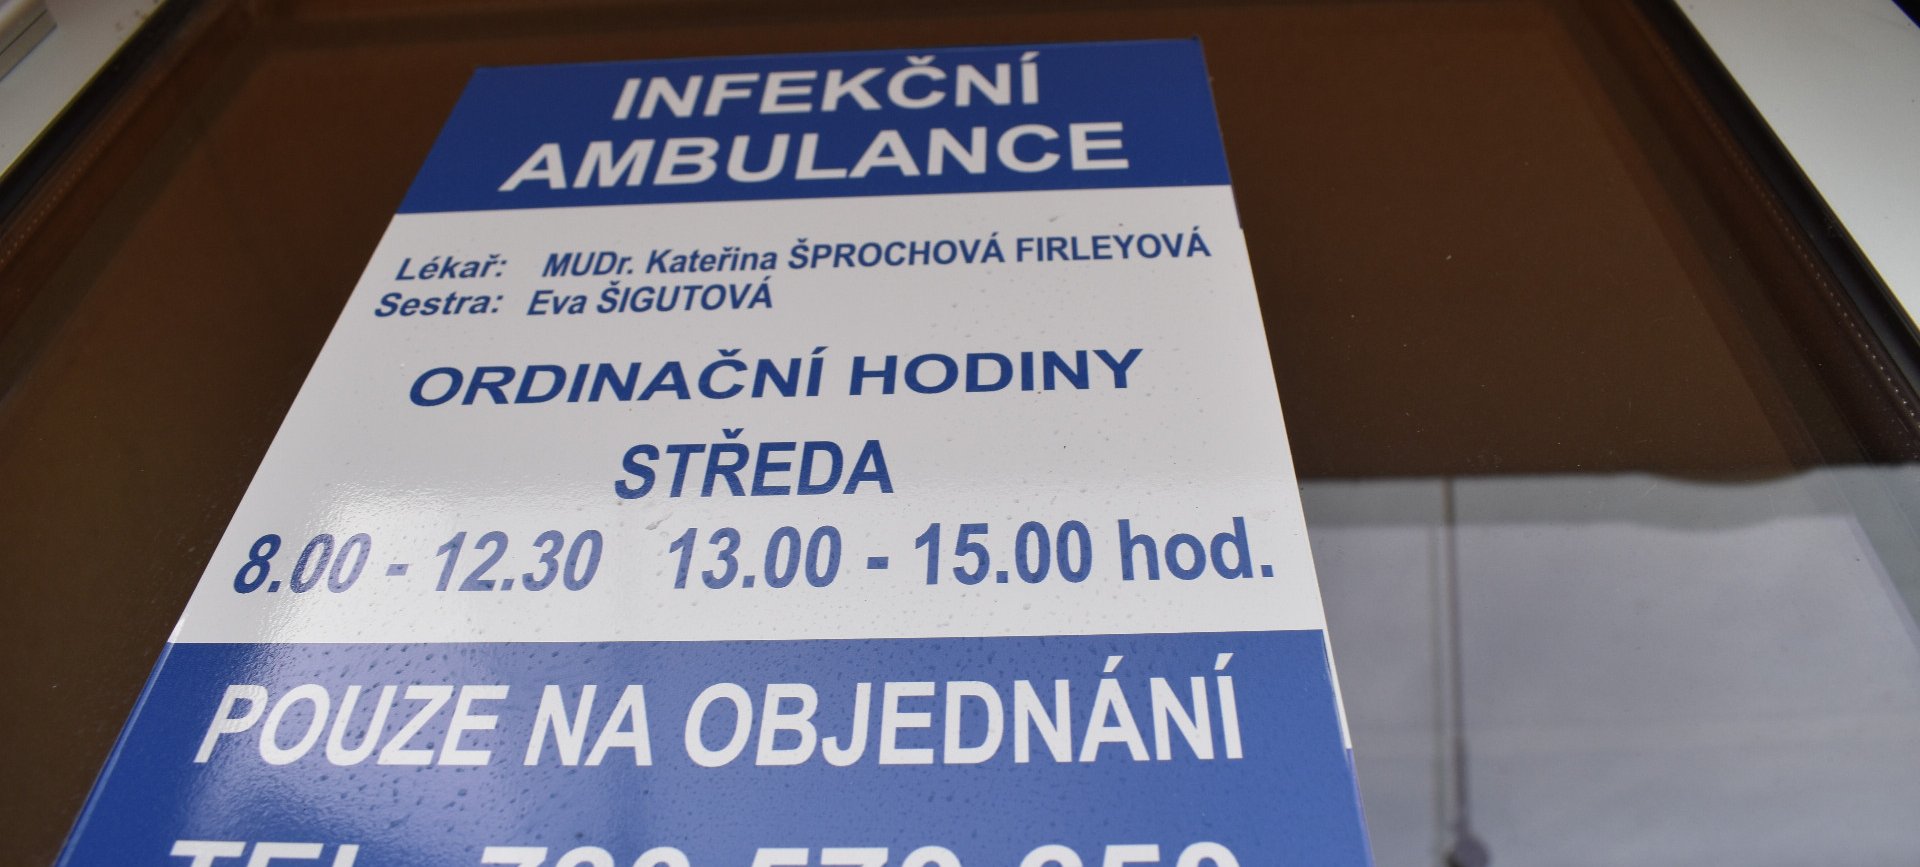 INFEKČNÍ
AMBULANCE
Lékař: MUDr. Kateřina ŠPROCHOVÁ FIRLEYOVÁ
Sestra: Eva ŠIGUTOVÁ
ORDINAČNÍ HODINY
STŘEDA
8.00 - 12.30 13.00 - 15.00 hod.
POUZE NA OBJEDNÁNÍ
TEL